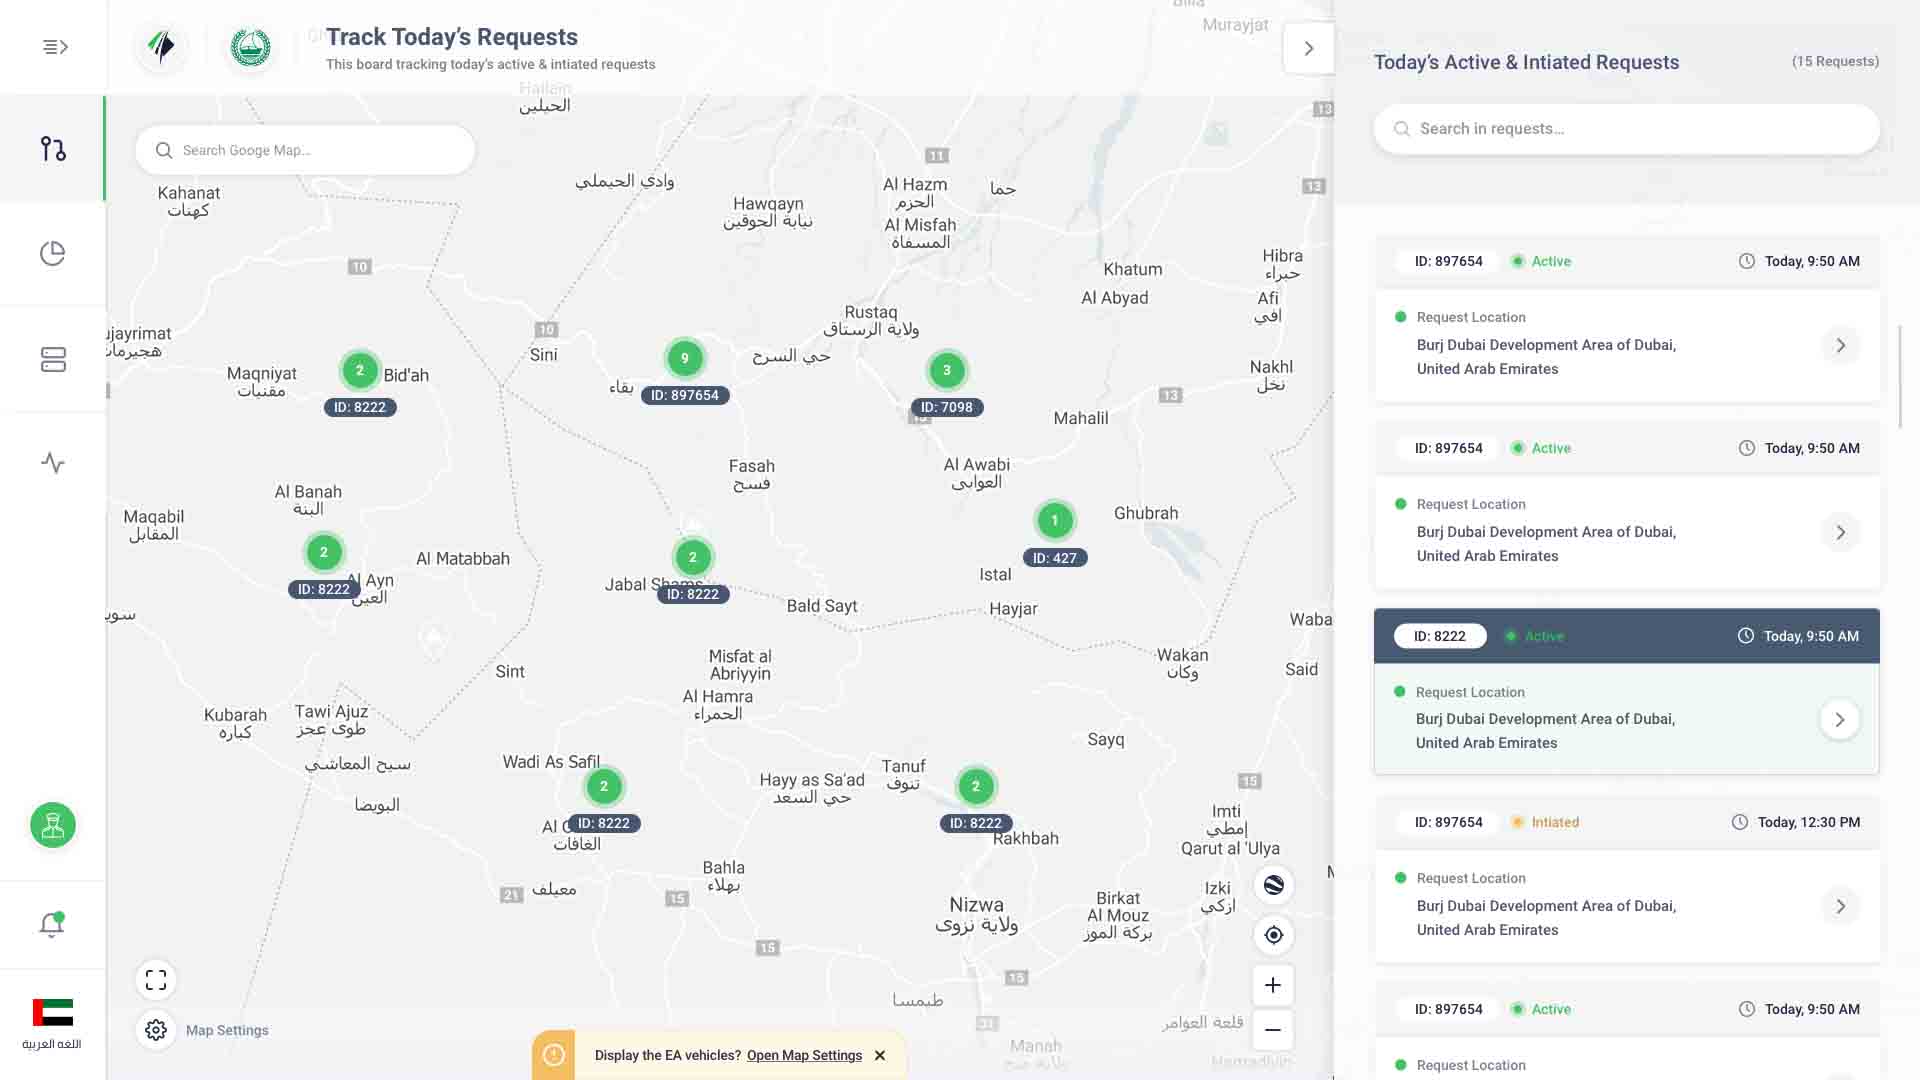 Track Today's Requests
This board tracking today's active & intiated requests
Murayjat
Hailain
الحيلين
Search Googe Map...
13
11
13
Kahanat
كهنات
وادي الحيملي
Hawqayn
نيابة الحوقين
Al Hazm
الحزم
حما
Al Misfah
المسفاة
10
Khatum
Hibra
حبراء
Al Abyad
Afi
افي
ujayrimat
هجيرمات
10
Sini
Rustaq
ولاية الرستاق
حي السرح
Maqniyat
مقنيات
2
Bid'ah
ID: 8222
9
بقاء
ID: 897654
3
ID: 7098
13
Nakhl
نخل
Mahalil
Fasah
فسح
Al Awabi
العوابي
Al Banah
البنة
Maqabil
المقابل
1
ID: 427
Ghubrah
2
ID: 8222
Al Ayn
العين
Al Matabbah
2
Jabal Shams
ID: 8222
Istal
Bald Sayt
Hayjar
Waba
Misfat al
Abriyyin
Al Hamra
الحمراء
Sint
Wakan
وكان
Said
Kubarah
كباره
Tawi Ajuz
طوى عجز
سيح المعاشي
البويضا
Sayq
Wadi As Safil
2
ID: 8222
الغافات
Hayy as Sa'ad
حي السعد
Tanuf
تنوف
2
ID: 8222
Rakhbah
15
Imti
إمطي
Qarut al 'Ulya
Bahla
بهلاء
21
معيلف
15
Nizwa
ولاية نزوى
Birkat
Al Mouz
بركة الموز
Izki
ازكي
15
15
طيمسا
31
قلعة العوامر
Manah
Map Settings
Display the EA vehicles? Open Map Settings
اللغه العربية
Today's Active & Intiated Requests
(15 Requests)
Search in requests...
ID: 897654
Active
Today, 9:50 AM
Request Location
Burj Dubai Development Area of Dubai,
United Arab Emirates
ID: 897654
Active
Today, 9:50 AM
Request Location
Burj Dubai Development Area of Dubai,
United Arab Emirates
ID: 8222
Active
Today, 9:50 AM
Request Location
Burj Dubai Development Area of Dubai,
United Arab Emirates
ID: 897654
Intiated
Today, 12:30 PM
Request Location
Burj Dubai Development Area of Dubai,
United Arab Emirates
ID: 897654
Active
Today, 9:50 AM
Request Location